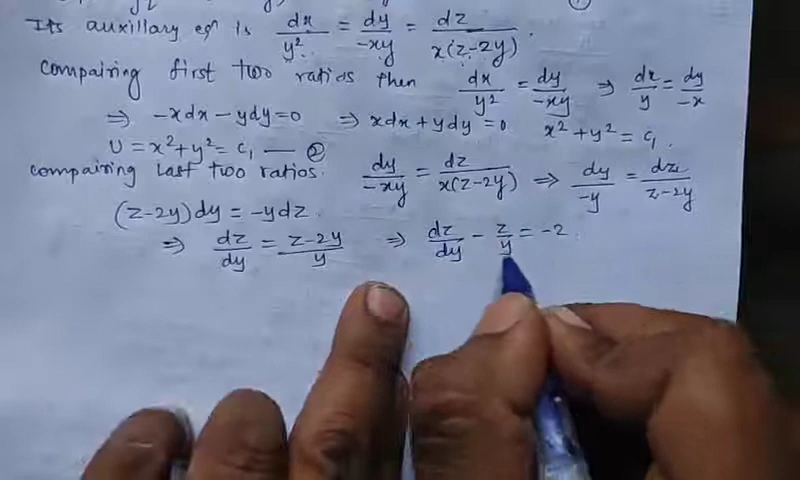 Its auxillary eqn is dx/y² = dy/-xy = dz/x(z-2y).
Compairing first two ratios then dx/y² = dy/-xy ⇒ dx/y = dy/-x
⇒ -xdx-ydy=0 ⇒ xdx+ydy=0 x²+y²=c₁.
U = x²+y²=c₁ — ②
compairing last two ratios. dy/-xy = dz/x(z-2y) ⇒ dy/-y = dz/z-2y
(z-2y)dy = -ydz.
⇒ dz/dy = z-2y/y ⇒ dz/dy - z/y = -2.